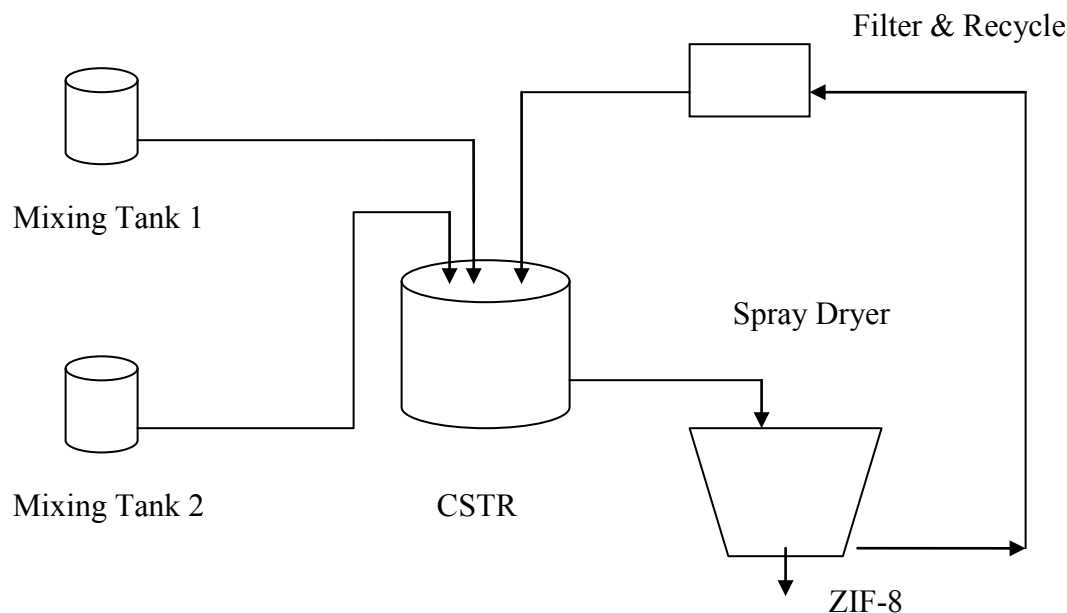 Filter & Recycle
Mixing Tank 1
Spray Dryer
Mixing Tank 2
CSTR
ZIF-8